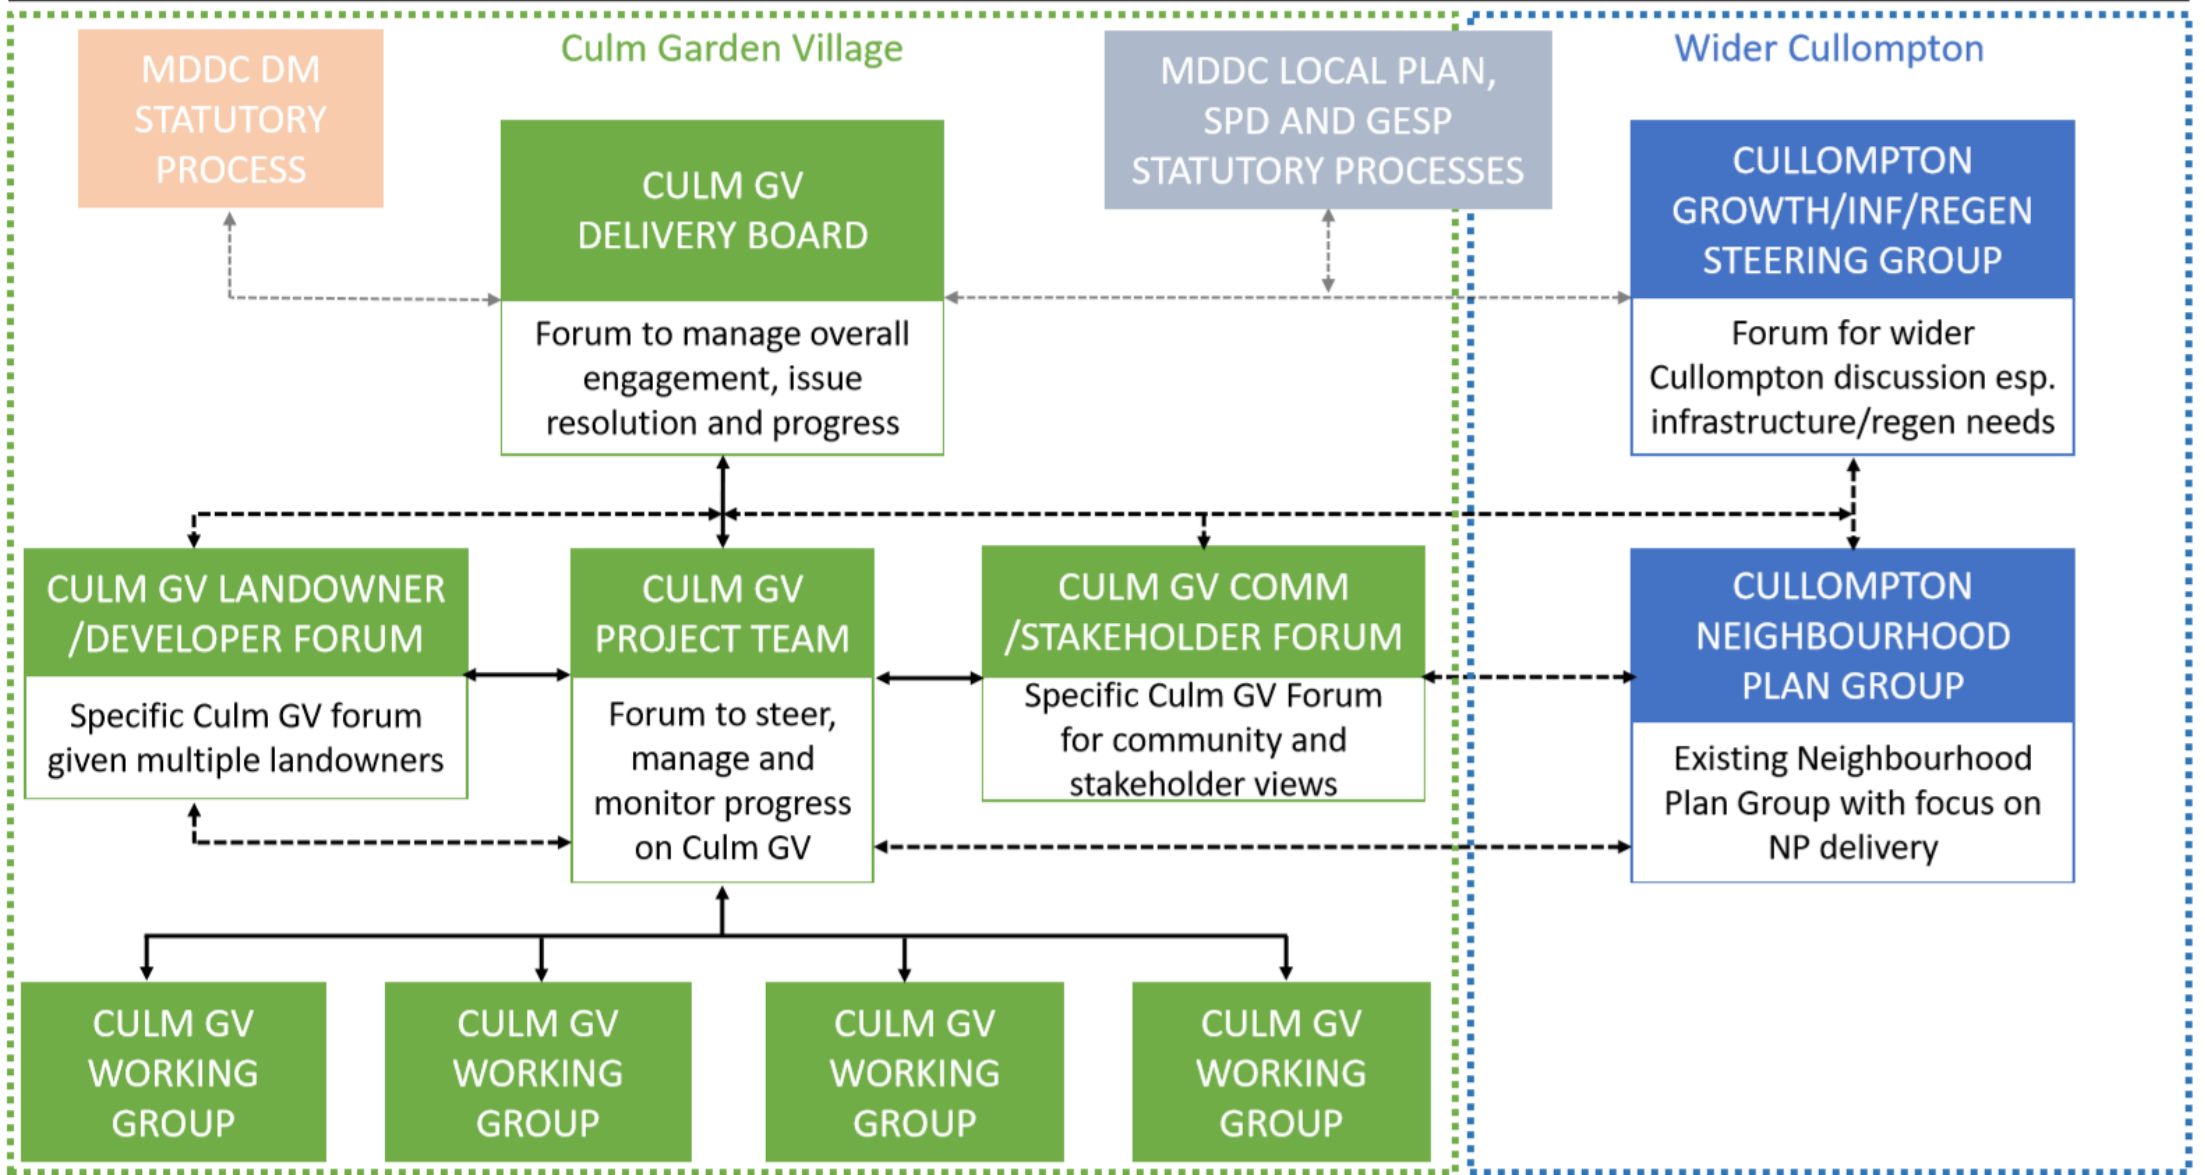 Culm Garden Village
Wider Cullompton
MDDC DM
STATUTORY
PROCESS
MDDC LOCAL PLAN,
SPD AND GESP
STATUTORY PROCESSES
CULM GV
DELIVERY BOARD
Forum to manage overall
engagement, issue
resolution and progress
CULLOMPTON
GROWTH/INF/REGEN
STEERING GROUP
Forum for wider
Cullompton discussion esp.
infrastructure/regen needs
CULM GV LANDOWNER
/DEVELOPER FORUM
Specific Culm GV forum
given multiple landowners
CULM GV
PROJECT TEAM
Forum to steer,
manage and
monitor progress
on Culm GV
CULM GV COMM
/STAKEHOLDER FORUM
Specific Culm GV Forum
for community and
stakeholder views
CULLOMPTON
NEIGHBOURHOOD
PLAN GROUP
Existing Neighbourhood
Plan Group with focus on
NP delivery
CULM GV
WORKING
GROUP
CULM GV
WORKING
GROUP
CULM GV
WORKING
GROUP
CULM GV
WORKING
GROUP